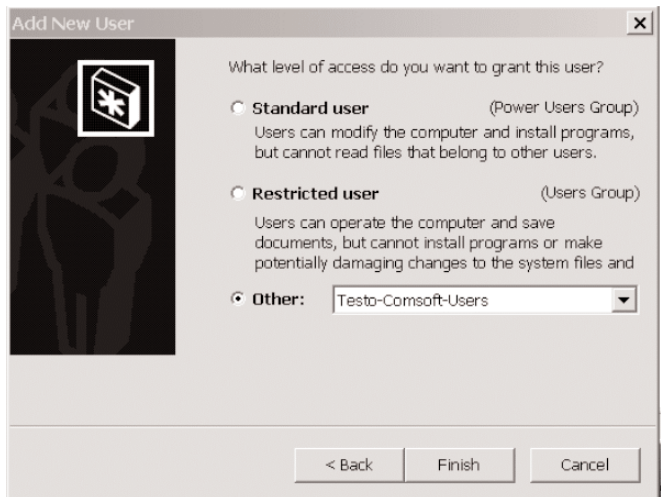 Add New User
What level of access do you want to grant this user?
Standard user (Power Users Group)
Users can modify the computer and install programs,
but cannot read files that belong to other users.
Restricted user (Users Group)
Users can operate the computer and save
documents, but cannot install programs or make
potentially damaging changes to the system files and
Other: Testo-Comsoft-Users
< Back Finish Cancel